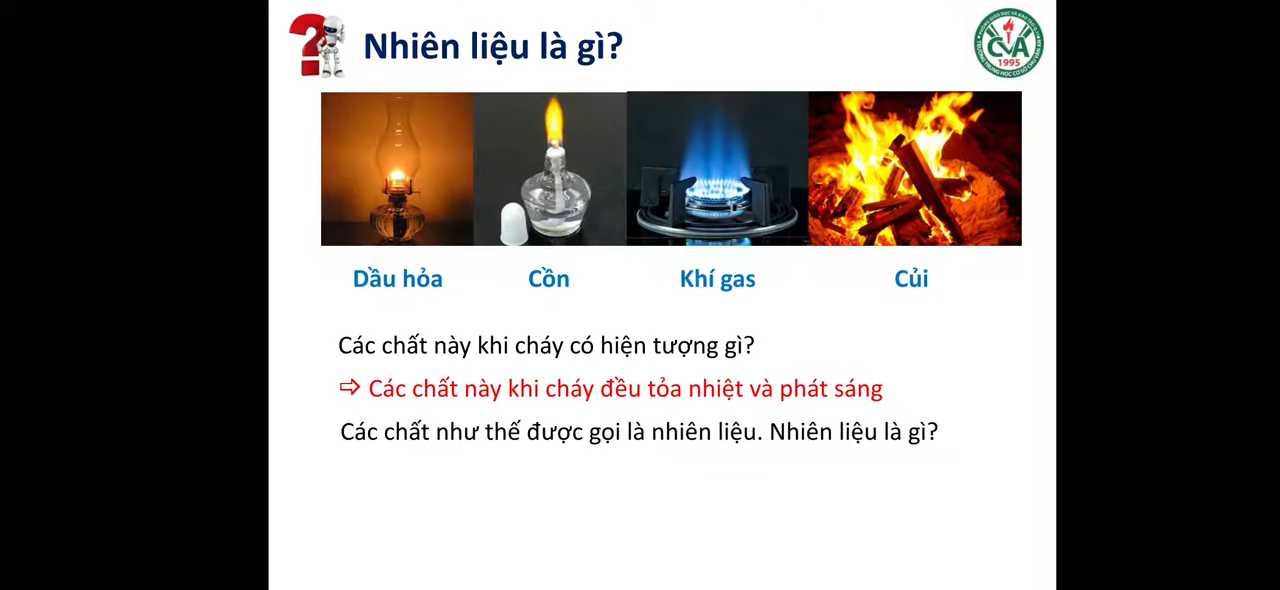 Nhiên liệu là gì?
CVA
1995
Dầu hỏa
Cồn
Khí gas
Củi
Các chất này khi cháy có hiện tượng gì?
⇨ Các chất này khi cháy đều tỏa nhiệt và phát sáng
Các chất như thế được gọi là nhiên liệu. Nhiên liệu là gì?